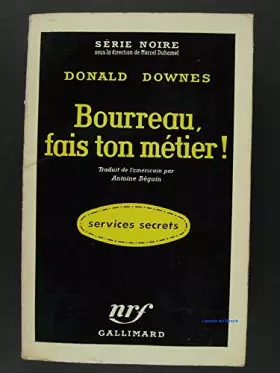 SÉRIE NOIRE
sous la direction de Marcel Duhamel
DONALD DOWNES
Bourreau,
fais ton métier !
Traduit de l'américain par
Antoine Béguin
services secrets
nrf
GALLIMARD